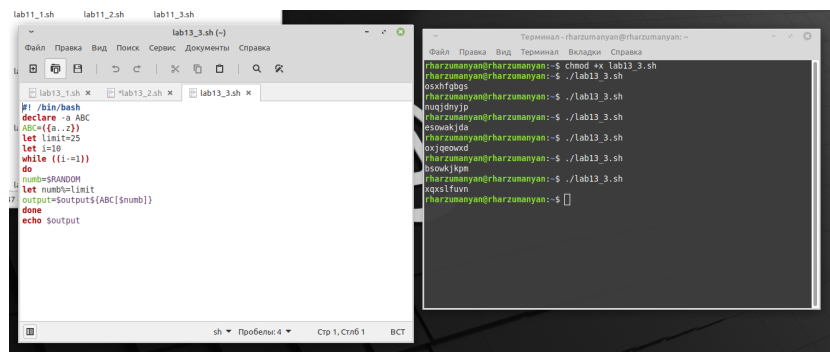 lab11_1.sh lab11_2.sh lab11_3.sh
lab13_3.sh (~)
Файл Правка Вид Поиск Сервис Документы Справка
lab13_1.sh × *lab13_2.sh × lab13_3.sh ×
#! /bin/bash
declare -a ABC
ABC=({a..z})
let limit=25
let i=10
while ((i-=1))
do
numb=$RANDOM
let numb%=limit
output=$output${ABC[$numb]}
done
echo $output
sh Пробелы: 4 Стр 1, Стлб 1 ВСТ
Терминал - rharzumanyan@rharzumanyan: ~
Файл Правка Вид Терминал Вкладки Справка
rharzumanyan@rharzumanyan:~$ chmod +x lab13_3.sh
rharzumanyan@rharzumanyan:~$ ./lab13_3.sh
osxhfgbgs
rharzumanyan@rharzumanyan:~$ ./lab13_3.sh
nuqjdnyjp
rharzumanyan@rharzumanyan:~$ ./lab13_3.sh
esowakjda
rharzumanyan@rharzumanyan:~$ ./lab13_3.sh
oxjqeowxd
rharzumanyan@rharzumanyan:~$ ./lab13_3.sh
bsowkjkpm
rharzumanyan@rharzumanyan:~$ ./lab13_3.sh
xqxslfuvn
rharzumanyan@rharzumanyan:~$